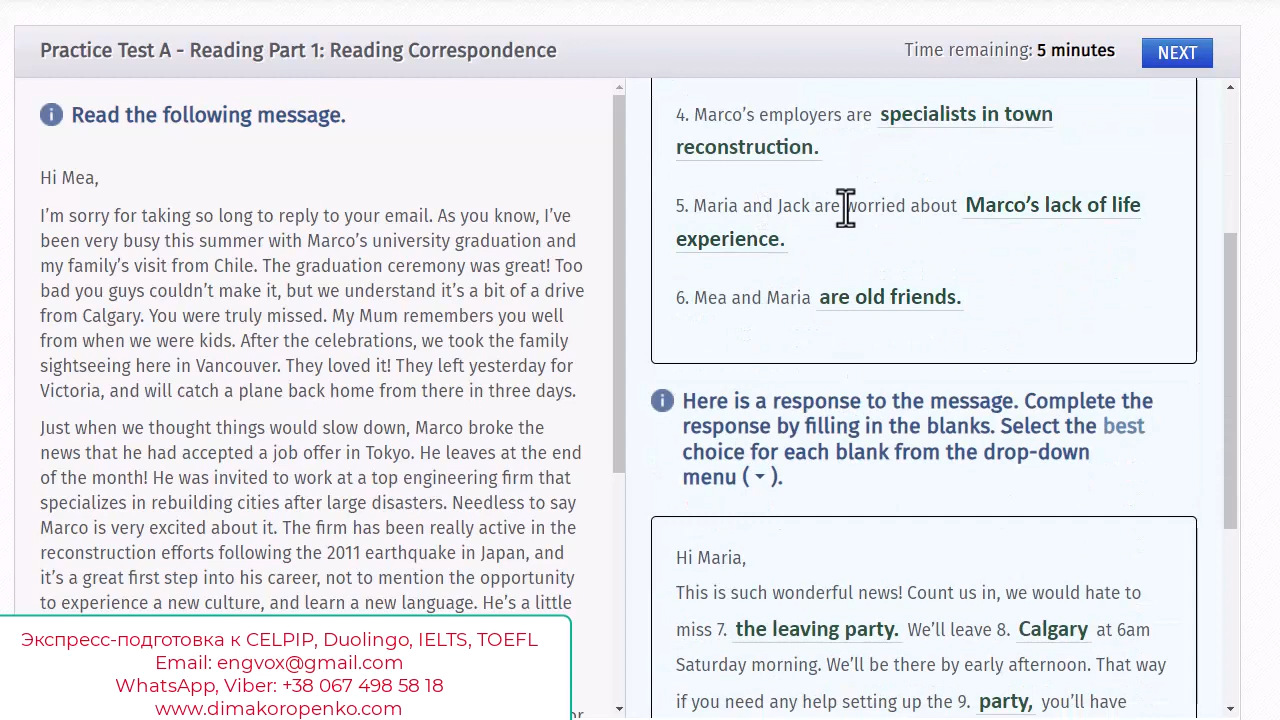 Practice Test A - Reading Part 1: Reading Correspondence
Time remaining: 5 minutes
NEXT
Read the following message.
Hi Mea,
I’m sorry for taking so long to reply to your email. As you know, I’ve
been very busy this summer with Marco’s university graduation and
my family’s visit from Chile. The graduation ceremony was great! Too
bad you guys couldn’t make it, but we understand it’s a bit of a drive
from Calgary. You were truly missed. My Mum remembers you well
from when we were kids. After the celebrations, we took the family
sightseeing here in Vancouver. They loved it! They left yesterday for
Victoria, and will catch a plane back home from there in three days.
Just when we thought things would slow down, Marco broke the
news that he had accepted a job offer in Tokyo. He leaves at the end
of the month! He was invited to work at a top engineering firm that
specializes in rebuilding cities after large disasters. Needless to say
Marco is very excited about it. The firm has been really active in the
reconstruction efforts following the 2011 earthquake in Japan, and
it’s a great first step into his career, not to mention the opportunity
to experience a new culture, and learn a new language. He’s a little
or
Экспресс-подготовка к CELPIP, Duolingo, IELTS, TOEFL
Email: engvox@gmail.com
WhatsApp, Viber: +38 067 498 58 18
www.dimakoropenko.com
4. Marco’s employers are specialists in town
reconstruction.
5. Maria and Jack are worried about Marco’s lack of life
experience.
6. Mea and Maria are old friends.
Here is a response to the message. Complete the
response by filling in the blanks. Select the best
choice for each blank from the drop-down
menu ( ).
Hi Maria,
This is such wonderful news! Count us in, we would hate to
miss 7. the leaving party. We’ll leave 8. Calgary at 6am
Saturday morning. We’ll be there by early afternoon. That way
if you need any help setting up the 9. party, you’ll have